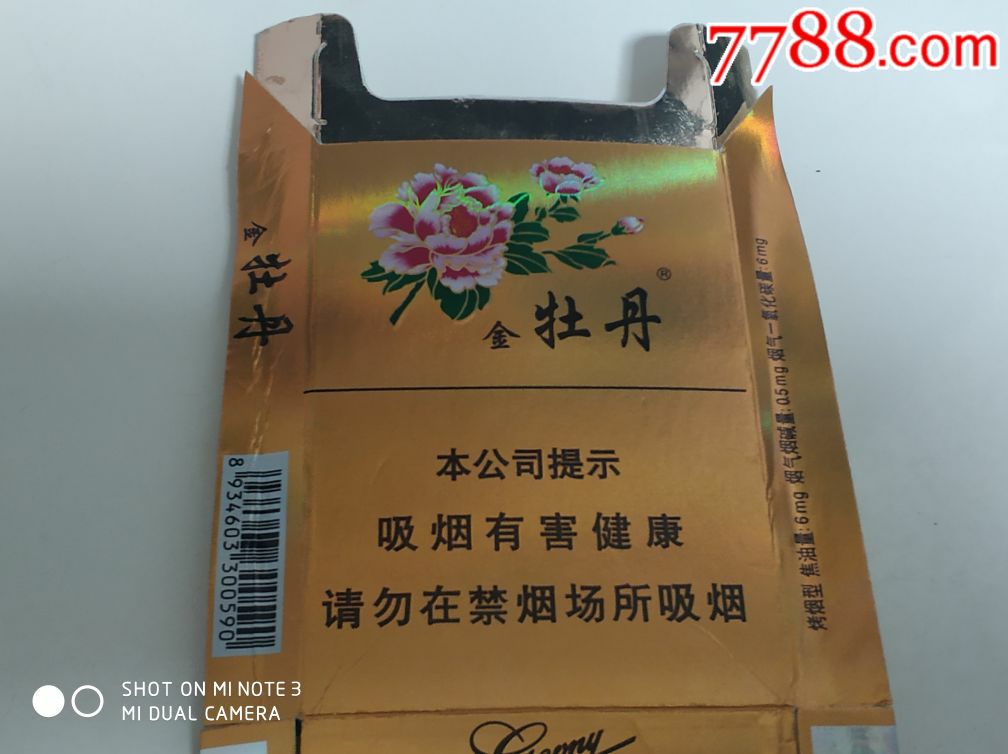 7788.com
金牡丹
金牡丹®
本公司提示
吸烟有害健康
请勿在禁烟场所吸烟
烤烟型 焦油量:6mg 烟气烟碱量:0.5mg 烟气一氧化碳量:6mg
8 934603 300590
SHOT ON MI NOTE 3
MI DUAL CAMERA